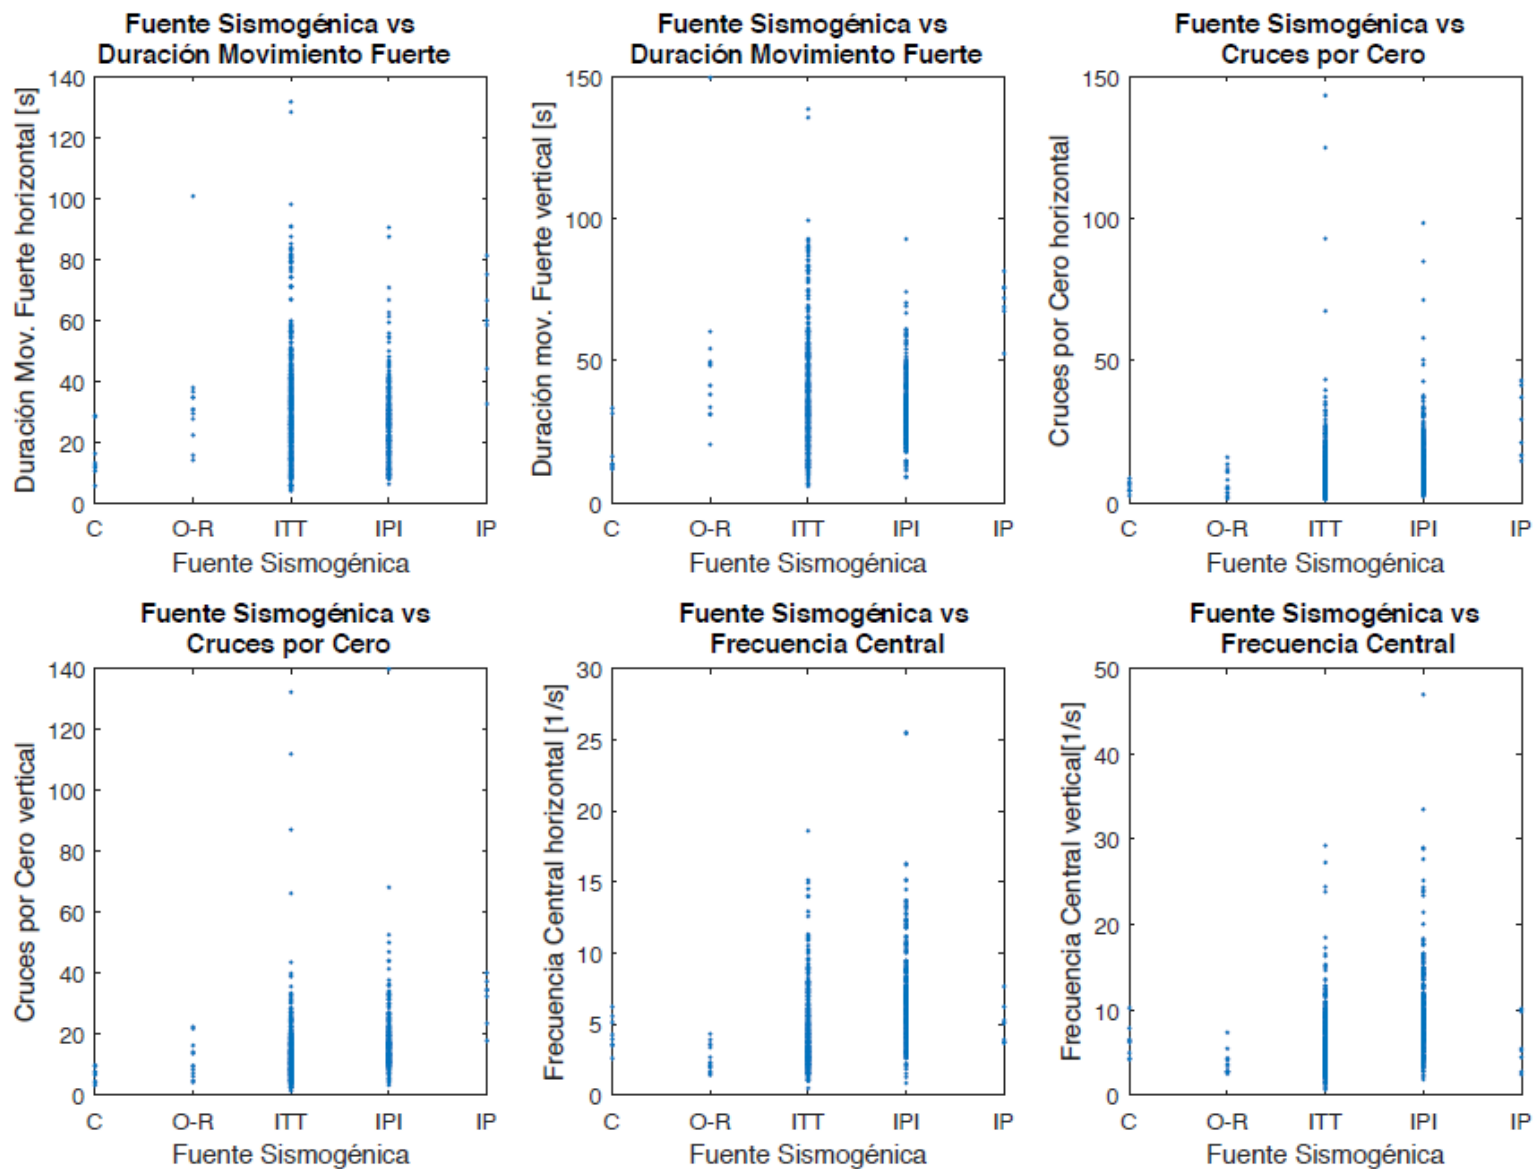 Fuente Sismogénica vs
Duración Movimiento Fuerte
Duración Mov. Fuerte horizontal [s]
140
120
100
80
60
40
20
0
C O-R ITT IPI IP
Fuente Sismogénica
Fuente Sismogénica vs
Duración Movimiento Fuerte
Duración mov. Fuerte vertical [s]
150
100
50
0
C O-R ITT IPI IP
Fuente Sismogénica
Fuente Sismogénica vs
Cruces por Cero
Cruces por Cero horizontal
150
100
50
0
C O-R ITT IPI IP
Fuente Sismogénica
Fuente Sismogénica vs
Cruces por Cero
Cruces por Cero vertical
140
120
100
80
60
40
20
0
C O-R ITT IPI IP
Fuente Sismogénica
Fuente Sismogénica vs
Frecuencia Central
Frecuencia Central horizontal [1/s]
30
25
20
15
10
5
0
C O-R ITT IPI IP
Fuente Sismogénica
Fuente Sismogénica vs
Frecuencia Central
Frecuencia Central vertical[1/s]
50
40
30
20
10
0
C O-R ITT IPI IP
Fuente Sismogénica